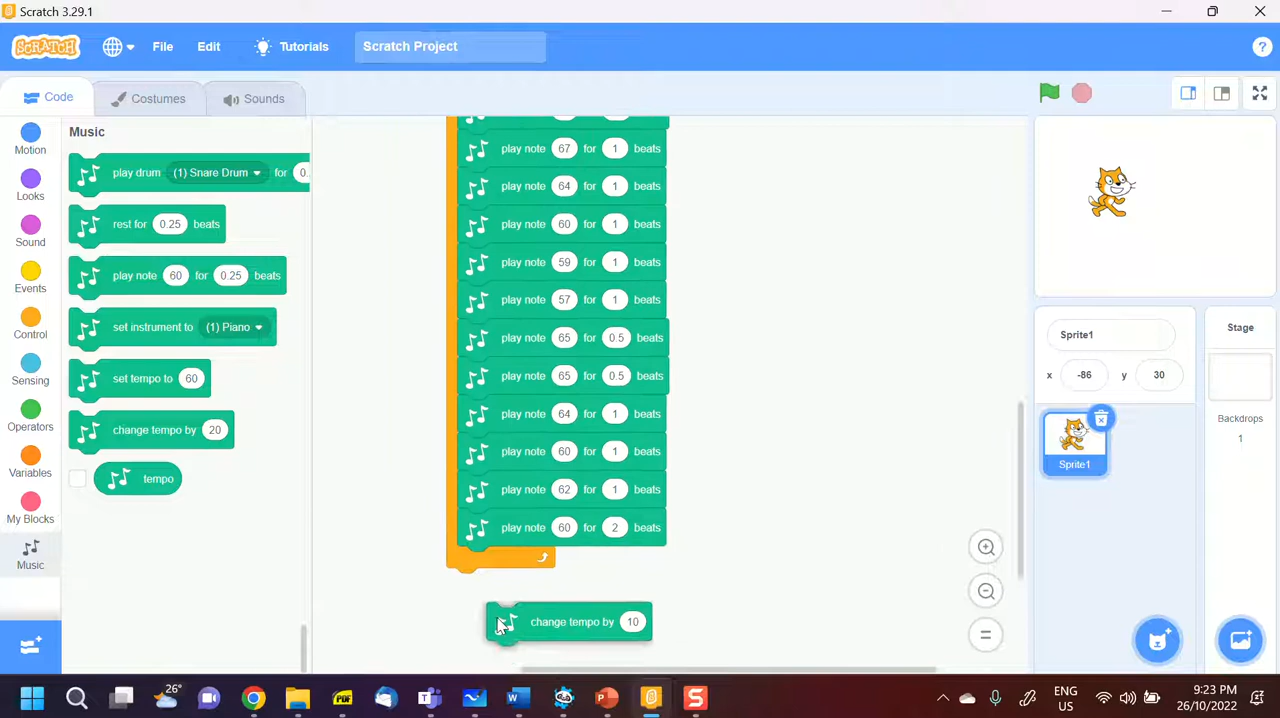 Scratch 3.29.1
SCRATCH File Edit Tutorials Scratch Project ?
Code Costumes Sounds
Motion
Looks
Sound
Events
Control
Sensing
Operators
Variables
My Blocks
Music
Music
play drum (1) Snare Drum for 0.
rest for 0.25 beats
play note 60 for 0.25 beats
set instrument to (1) Piano
set tempo to 60
change tempo by 20
tempo
play note 67 for 1 beats
play note 64 for 1 beats
play note 60 for 1 beats
play note 59 for 1 beats
play note 57 for 1 beats
play note 65 for 0.5 beats
play note 65 for 0.5 beats
play note 64 for 1 beats
play note 60 for 1 beats
play note 62 for 1 beats
play note 60 for 2 beats
change tempo by 10
Sprite1
x -86 y 30
Sprite1
Stage
Backdrops
1
26°
PDF
W
P
S
ENG
US
9:23 PM
26/10/2022